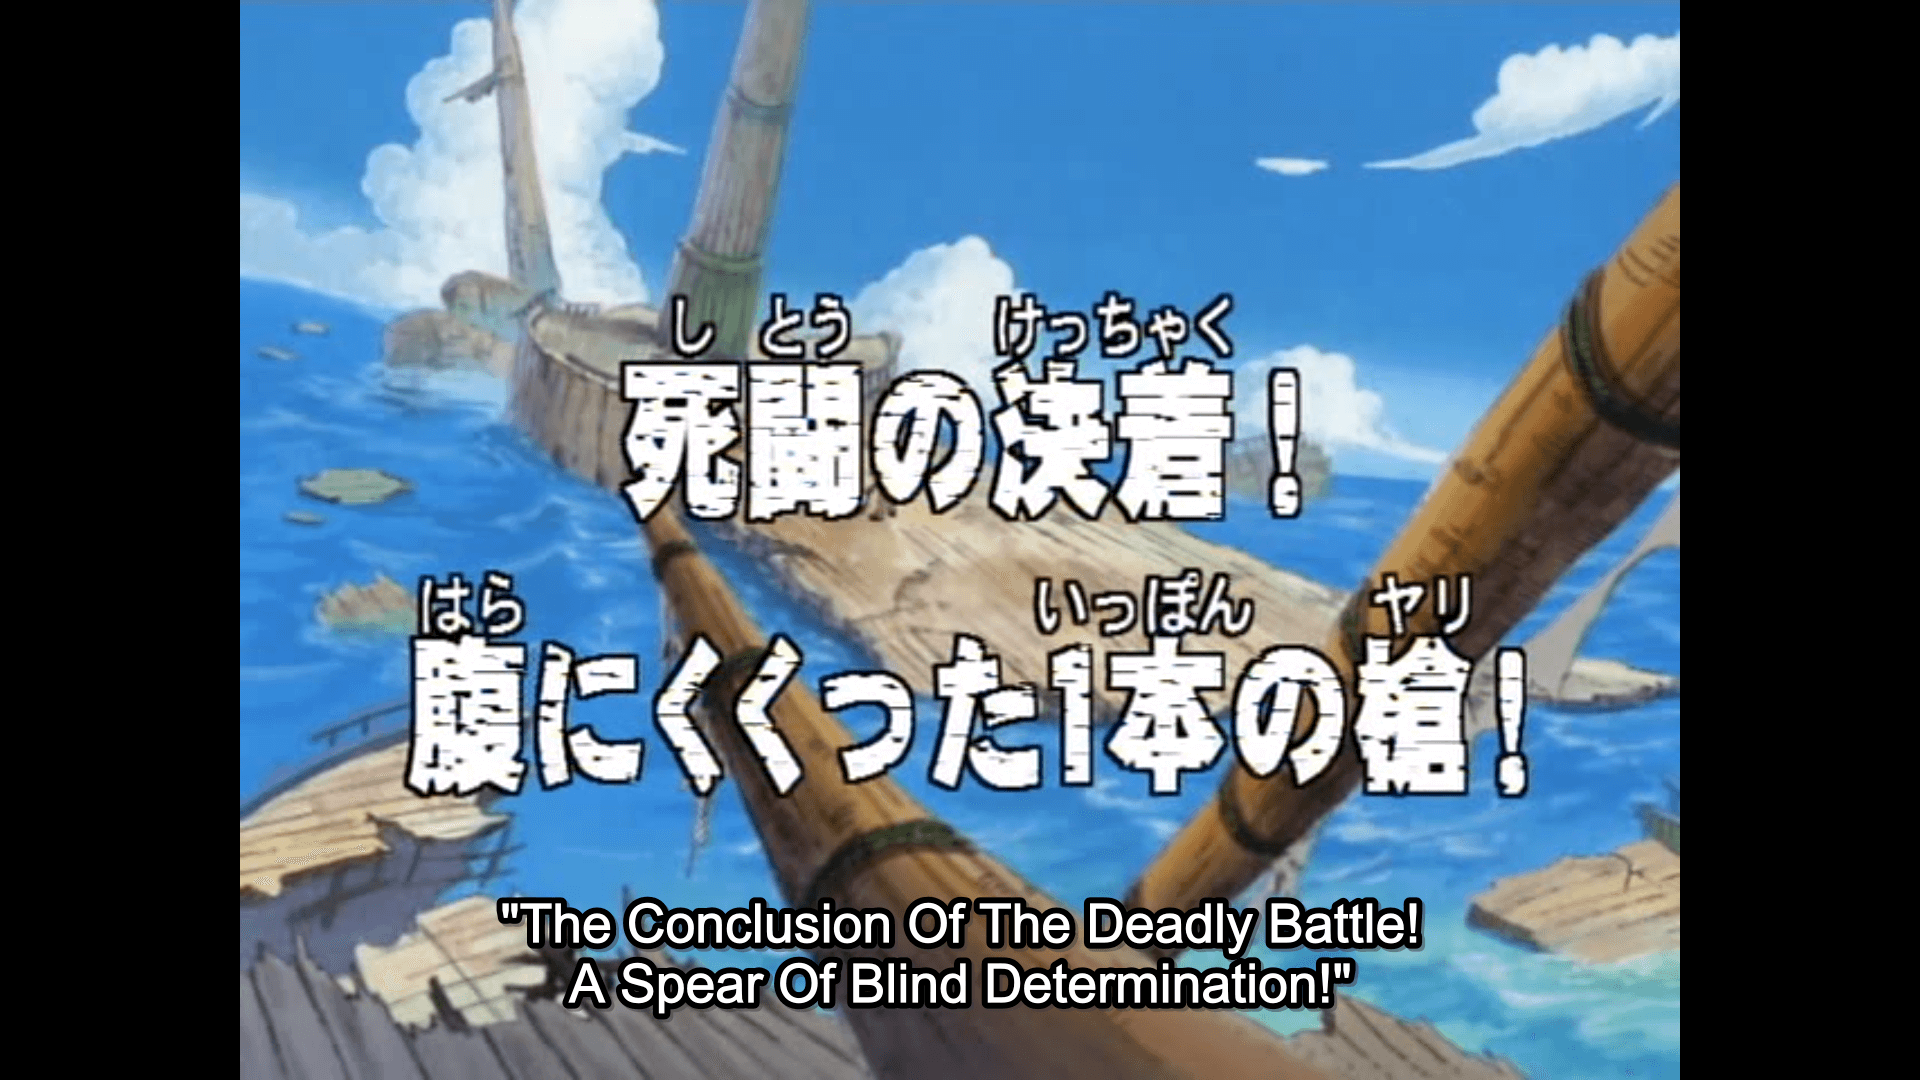 し とう けっちゃく
死闘の決着!
はら いっぽん ヤリ
腹にくくった1本の槍!
"The Conclusion Of The Deadly Battle!
A Spear Of Blind Determination!"